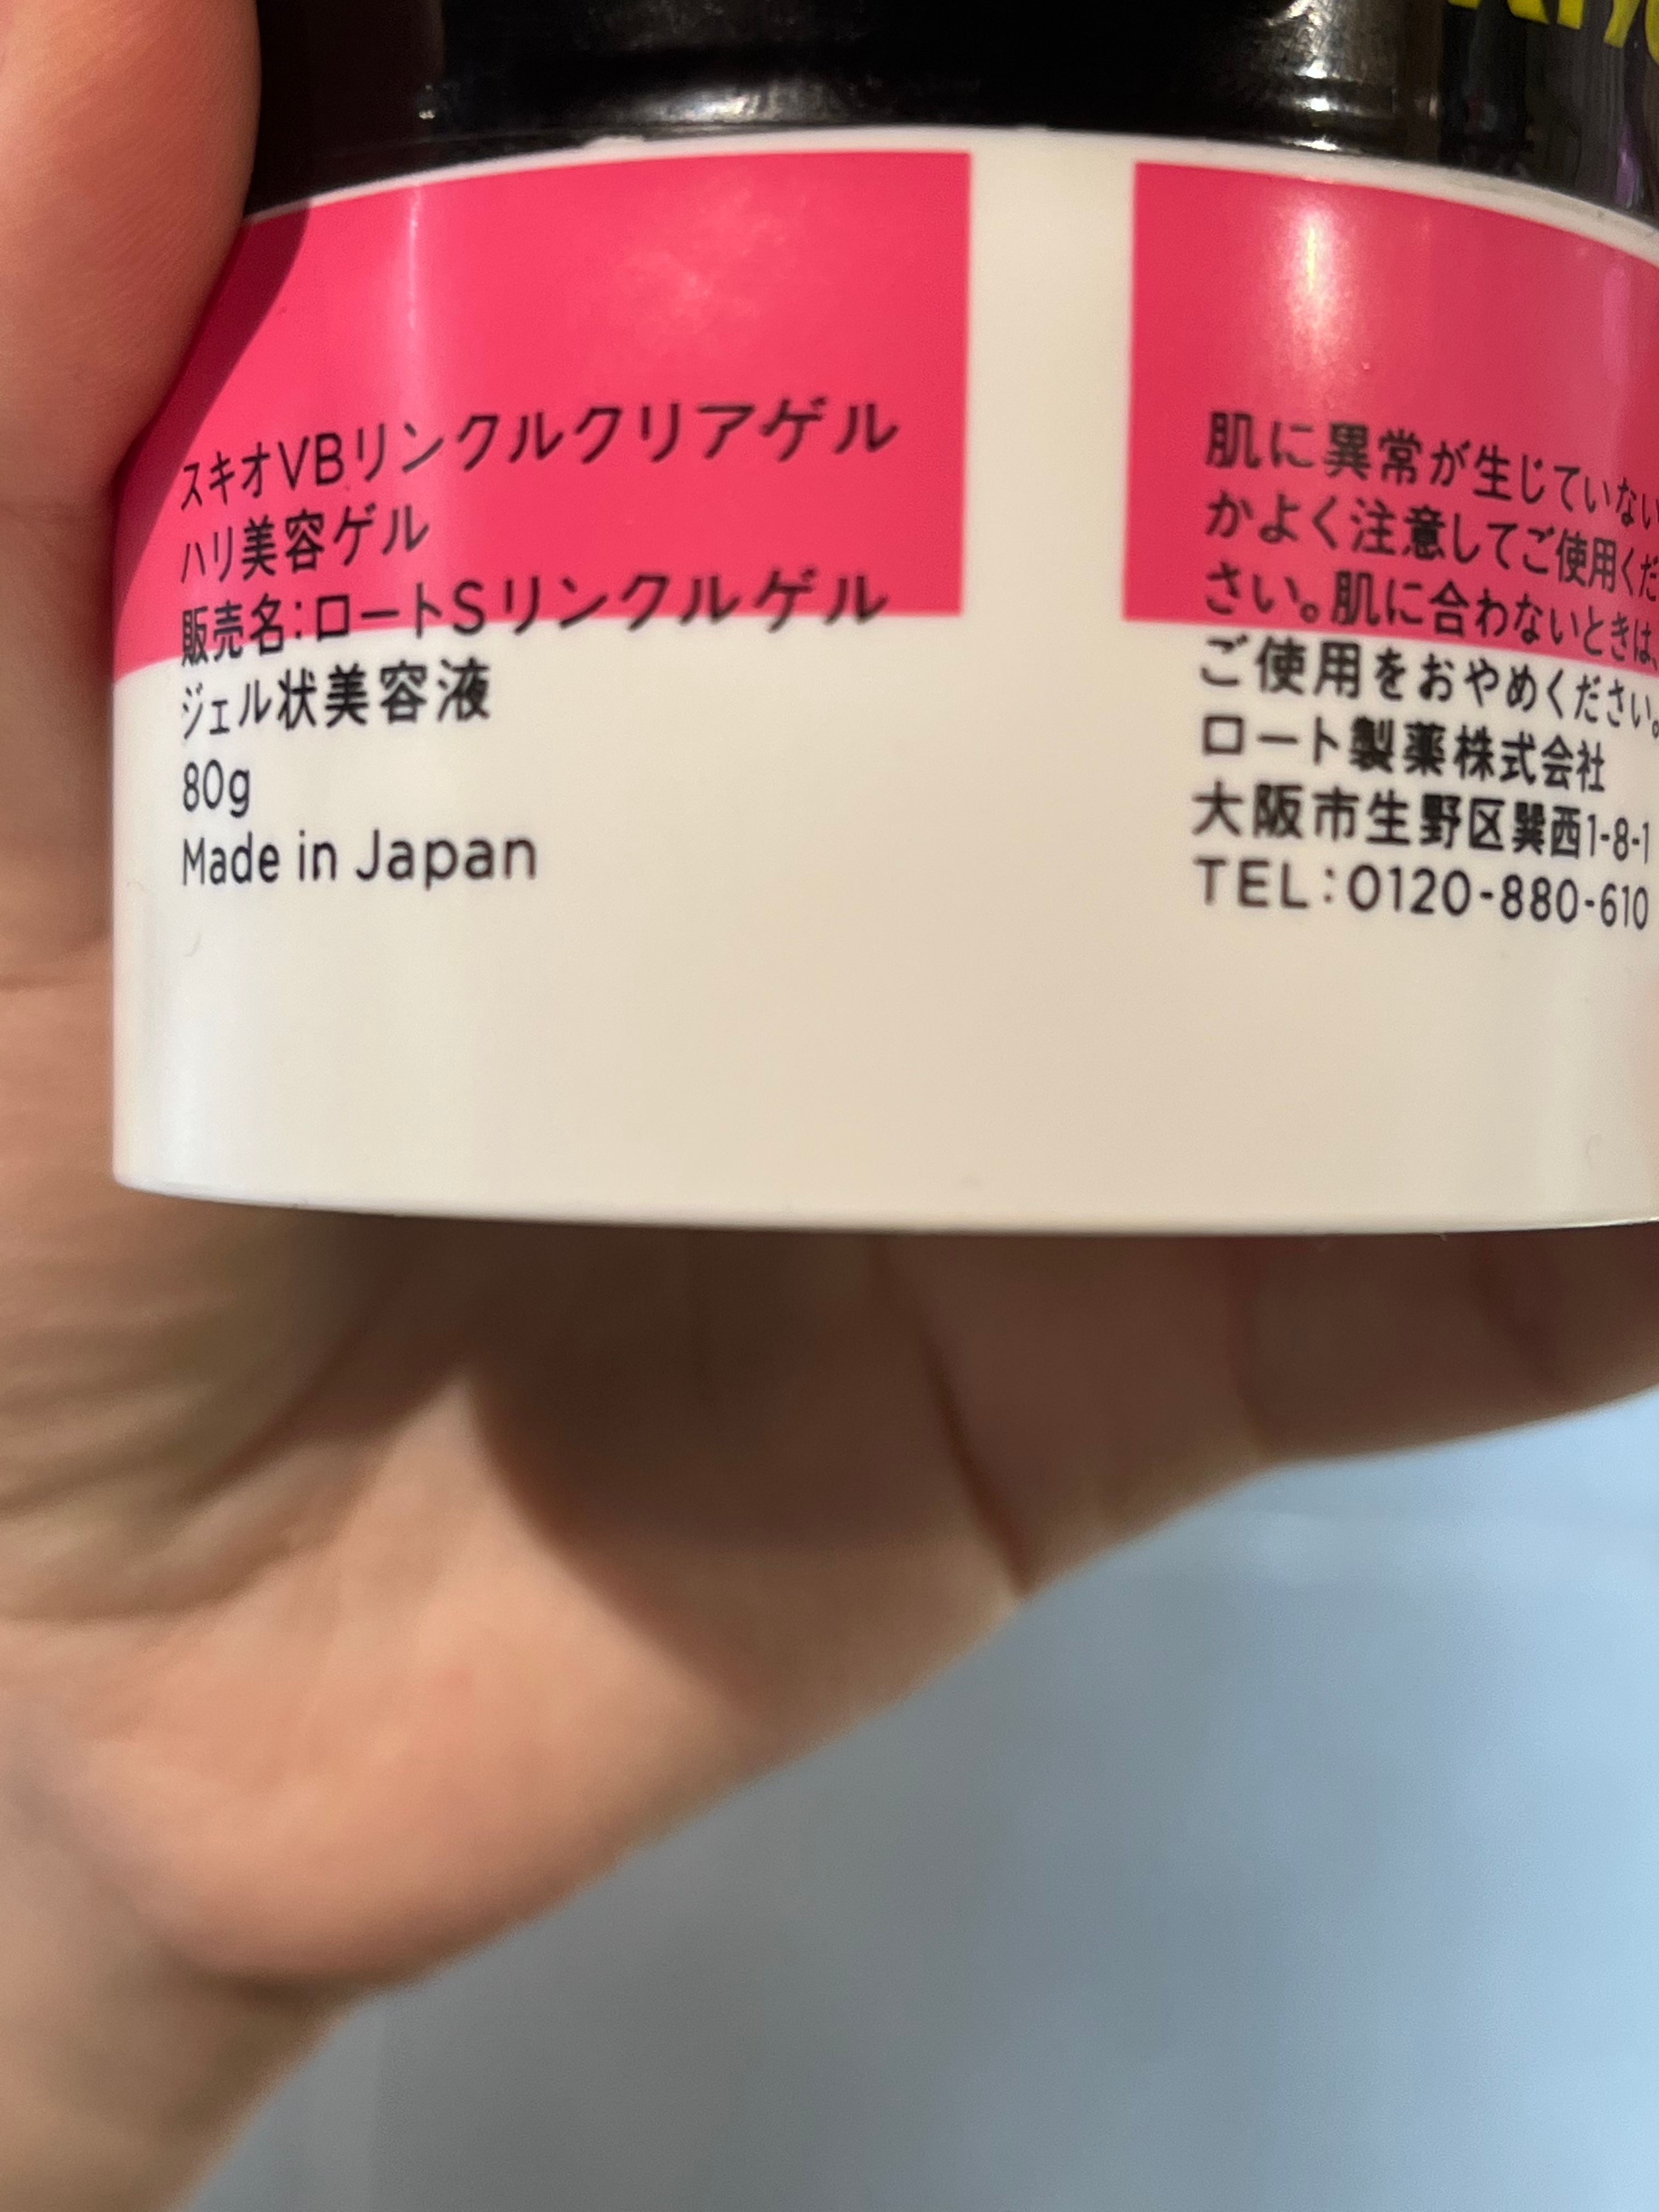 スキオVBリンクルクリアゲル
ハリ美容ゲル
販売名:ロートSリンクルゲル
ジェル状美容液
80g
Made in Japan
肌に異常が生じていない
かよく注意してご使用くだ
さい。肌に合わないときは、
ご使用をおやめください。
ロート製薬株式会社
大阪市生野区巽西1-8-1
TEL:0120-880-610